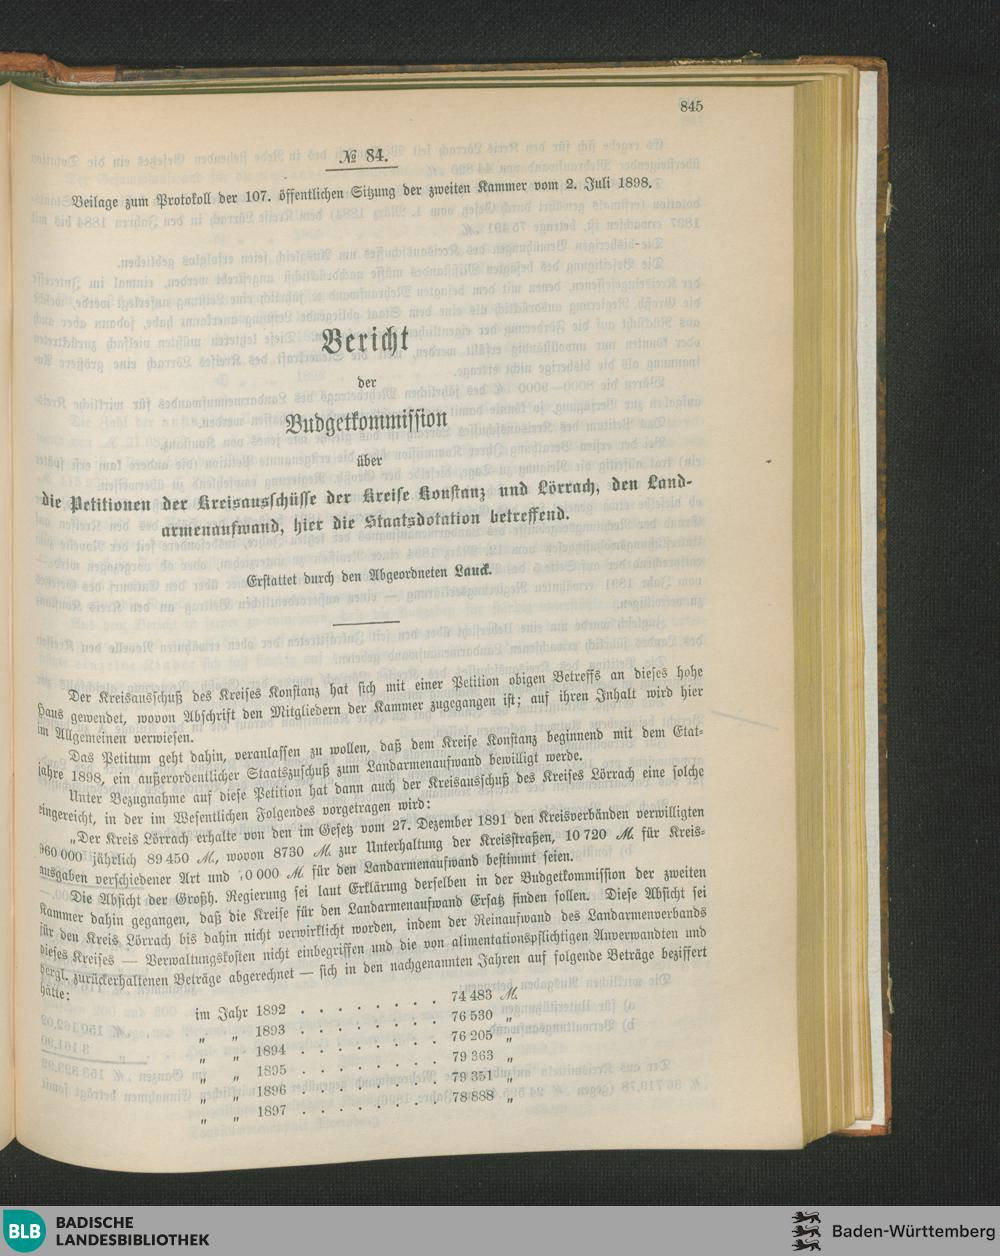 845
№ 84.
Beilage zum Protokoll der 107. öffentlichen Sitzung der zweiten Kammer vom 2. Juli 1898.
Bericht
der
Budgetkommission
über
die Petitionen der Kreisausschüsse der Kreise Konstanz und Lörrach, den Land-
armenaufwand, hier die Staatsdotation betreffend.
Erstattet durch den Abgeordneten Lauck.
Der Kreisausschuß des Kreises Konstanz hat sich mit einer Petition obigen Betreffs an dieses hohe
Haus gewendet, wovon Abschrift den Mitgliedern der Kammer zugegangen ist; auf ihren Inhalt wird hier
im Allgemeinen verwiesen.
Das Petitum geht dahin, veranlassen zu wollen, daß dem Kreise Konstanz beginnend mit dem Etat-
jahre 1898, ein außerordentlicher Staatszuschuß zum Landarmenaufwand bewilligt werde.
Unter Bezugnahme auf diese Petition hat dann auch der Kreisausschuß des Kreises Lörrach eine solche
eingereicht, in der im Wesentlichen Folgendes vorgetragen wird:
„Der Kreis Lörrach erhalte von den im Gesetz vom 27. Dezember 1891 den Kreisverbänden verwilligten
960 000 jährlich 89 450 M., wovon 8730 M. zur Unterhaltung der Kreisstraßen, 10 720 M. für Kreis-
ausgaben verschiedener Art und 0 000 M. für den Landarmenaufwand bestimmt seien.
Die Absicht der Großh. Regierung sei laut Erklärung derselben in der Budgetkommission der zweiten
Kammer dahin gegangen, daß die Kreise für den Landarmenaufwand Ersatz finden sollen. Diese Absicht sei
für den Kreis Lörrach bis dahin nicht verwirklicht worden, indem der Reinaufwand des Landarmenverbands
dieses Kreises — Verwaltungskosten nicht einbegriffen und die von alimentationspflichtigen Anverwandten und
dergl. zurückerhaltenen Beträge abgerechnet — sich in den nachgenannten Jahren auf folgende Beträge beziffert
hätte:
im Jahr 1892 . . . . . . . . 74 483 M.
„ „ 1893 . . . . . . . . 76 530 „
„ „ 1894 . . . . . . . . 76 205 „
„ „ 1895 . . . . . . . . 79 363 „
„ „ 1896 . . . . . . . . 79 351 „
„ „ 1897 . . . . . . . . 78 888 „
BLB BADISCHE
LANDESBIBLIOTHEK
Baden-Württemberg